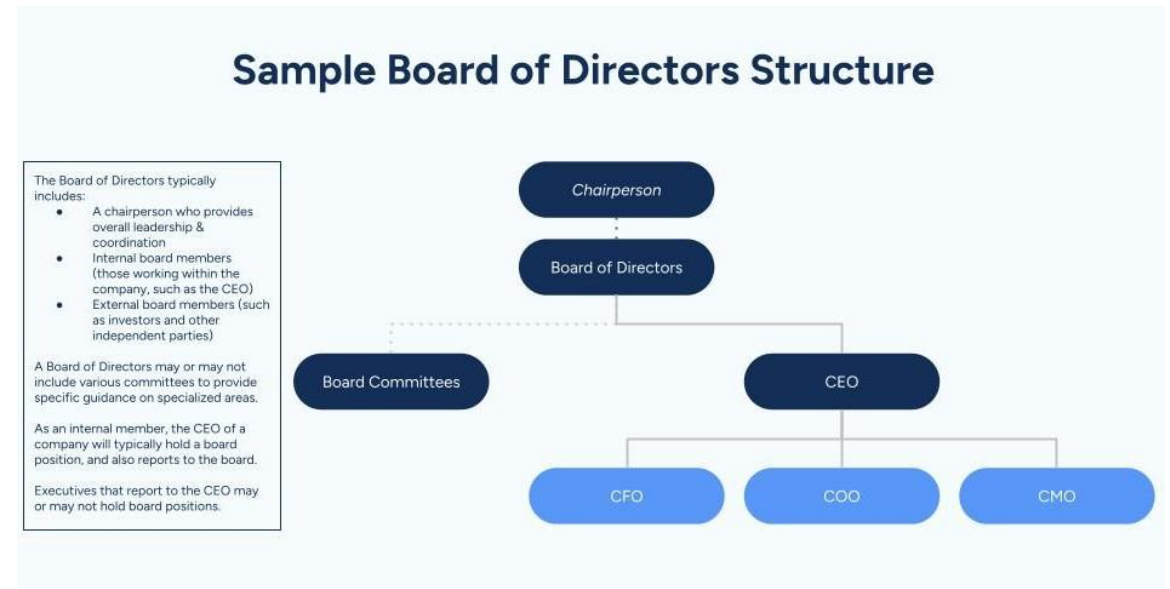 Sample Board of Directors Structure
The Board of Directors typically
includes:
● A chairperson who provides
overall leadership &
coordination
● Internal board members
(those working within the
company, such as the CEO)
● External board members (such
as investors and other
independent parties)
A Board of Directors may or may not
include various committees to provide
specific guidance on specialized areas.
As an internal member, the CEO of a
company will typically hold a board
position, and also reports to the board.
Executives that report to the CEO may
or may not hold board positions.
Chairperson
Board of Directors
Board Committees
CEO
CFO
COO
CMO